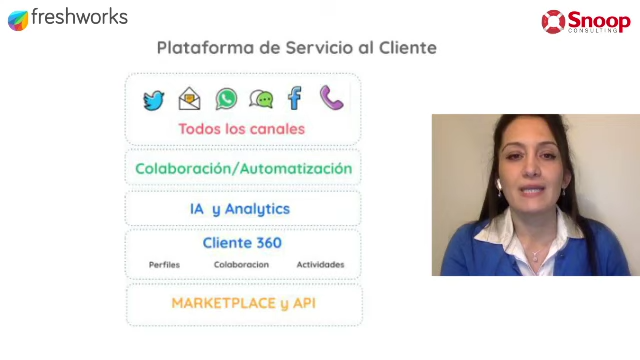 freshworks
Snoop
CONSULTING
Plataforma de Servicio al Cliente
Todos los canales
Colaboración/Automatización
IA y Analytics
Cliente 360
Perfiles Colaboracion Actividades
MARKETPLACE y API